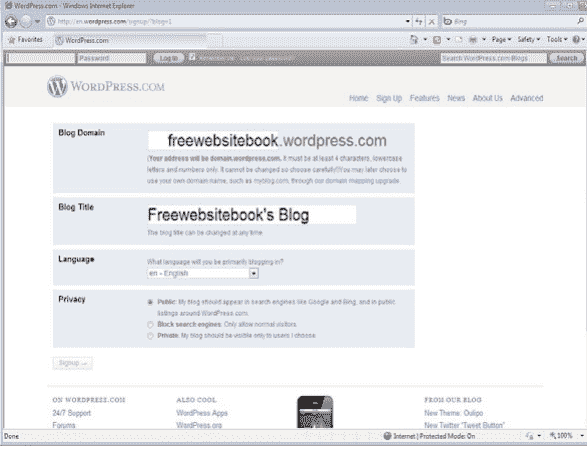 WordPress.com - Windows Internet Explorer
http://en.wordpress.com/signup/?blog=1
Bing
Favorites
WordPress.com
Page Safety Tools
Password
Log In
Search WordPress.com Blogs
Search
WORDPRESS.COM
Home Sign Up Features News About Us Advanced
Blog Domain
freewebsitebook.wordpress.com
(Your address will be domain.wordpress.com. It must be at least 4 characters, lowercase
letters and numbers only. It cannot be changed so choose carefully!)You may later choose to
use your own domain name, such as myblog.com, through our domain mapping upgrade.
Blog Title
Freewebsitebook's Blog
The blog title can be changed at any time
Language
What language will you be primarily blogging in?
en - English
Privacy
Public: My blog should appear in search engines like Google and Bing, and in public
listings around WordPress.com.
Block search engines: Only allow normal visitors.
Private: My blog should be visible only to users I choose.
Signup →
ON WORDPRESS.COM
ALSO COOL
FROM OUR BLOG
24/7 Support
WordPress Apps
New Theme: Oulipo
Forums
WordPress.org
New Twitter "Tweet Button"
Done
Internet | Protected Mode: On
100%